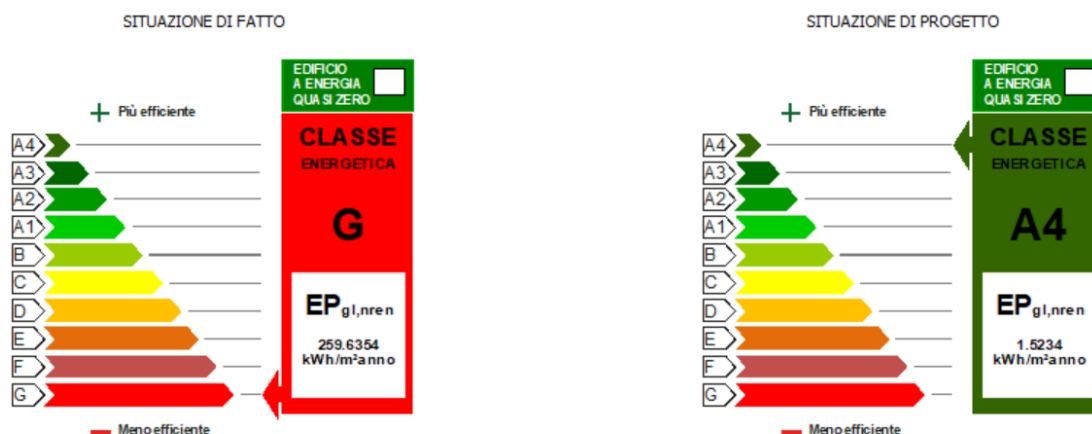 SITUAZIONE DI FATTO
EDIFICIO
A ENERGIA
QUASI ZERO
Più efficiente
A4
A3
A2
A1
B
C
D
E
F
G
CLASSE
ENERGETICA
G
EPgl,nren
259.6354
kWh/m²anno
Meno efficiente
SITUAZIONE DI PROGETTO
EDIFICIO
A ENERGIA
QUASI ZERO
Più efficiente
A4
A3
A2
A1
B
C
D
E
F
G
CLASSE
ENERGETICA
A4
EPgl,nren
1.5234
kWh/m²anno
Meno efficiente